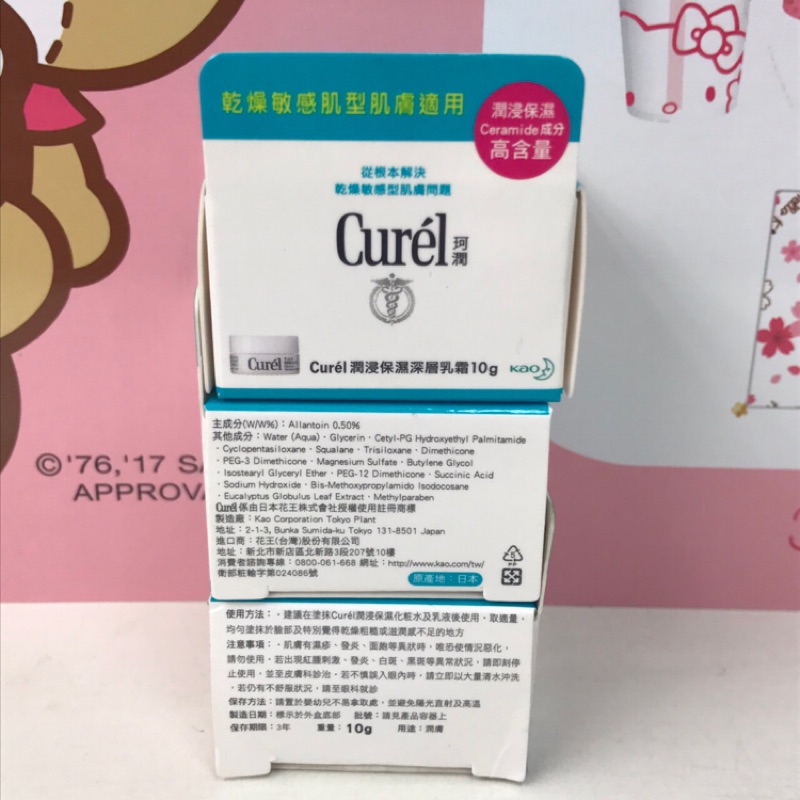 乾燥敏感肌型肌膚適用
潤浸保濕
Ceramide成分
高含量
從根本解決
乾燥敏感型肌膚問題
Curél 珂潤
Curél
Curél 潤浸保濕深層乳霜10g
Kao
主成分(W/W%)：Allantoin 0.50%
其他成分：Water (Aqua)·Glycerin·Cetyl-PG Hydroxyethyl Palmitamide
·Cyclopentasiloxane·Squalane·Trisiloxane·Dimethicone
·PEG-3 Dimethicone·Magnesium Sulfate·Butylene Glycol
·Isostearyl Glyceryl Ether·PEG-12 Dimethicone·Succinic Acid
·Sodium Hydroxide·Bis-Methoxypropylamido Isodocosane
·Eucalyptus Globulus Leaf Extract·Methylparaben
Curél係由日本花王株式會社授權使用註冊商標
製造廠：Kao Corporation Tokyo Plant
地址：2-1-3, Bunka Sumida-ku Tokyo 131-8501 Japan
進口商：花王(台灣)股份有限公司
地址：新北市新店區北新路3段207號10樓
消費者諮詢專線：0800-061-668 網址：http://www.kao.com/tw/
衛部粧輸字第024086號
原產地：日本
5
PP
使用方法：·建議在塗抹Curél潤浸保濕化粧水及乳液後使用·取適量·
均勻塗抹於臉部及特別覺得乾燥粗糙或滋潤感不足的地方
注意事項：·肌膚有濕疹、發炎、面皰等異狀時，唯恐使情況惡化，
請勿使用·若出現紅腫刺激、發炎、白斑、黑斑等異常狀況，請即刻停
止使用，並至皮膚科診治·若不慎誤入眼內時，請立即以大量清水沖洗
·若仍有不舒服狀況，請至眼科就診
保存方法：請置於嬰幼兒不易拿取處，並避免陽光直射及高溫
製造日期：標示於外盒底部 批號：請見產品容器上
保存期限：3年 重量：10g 用途：潤膚
©'76,'17 SA
APPROVA